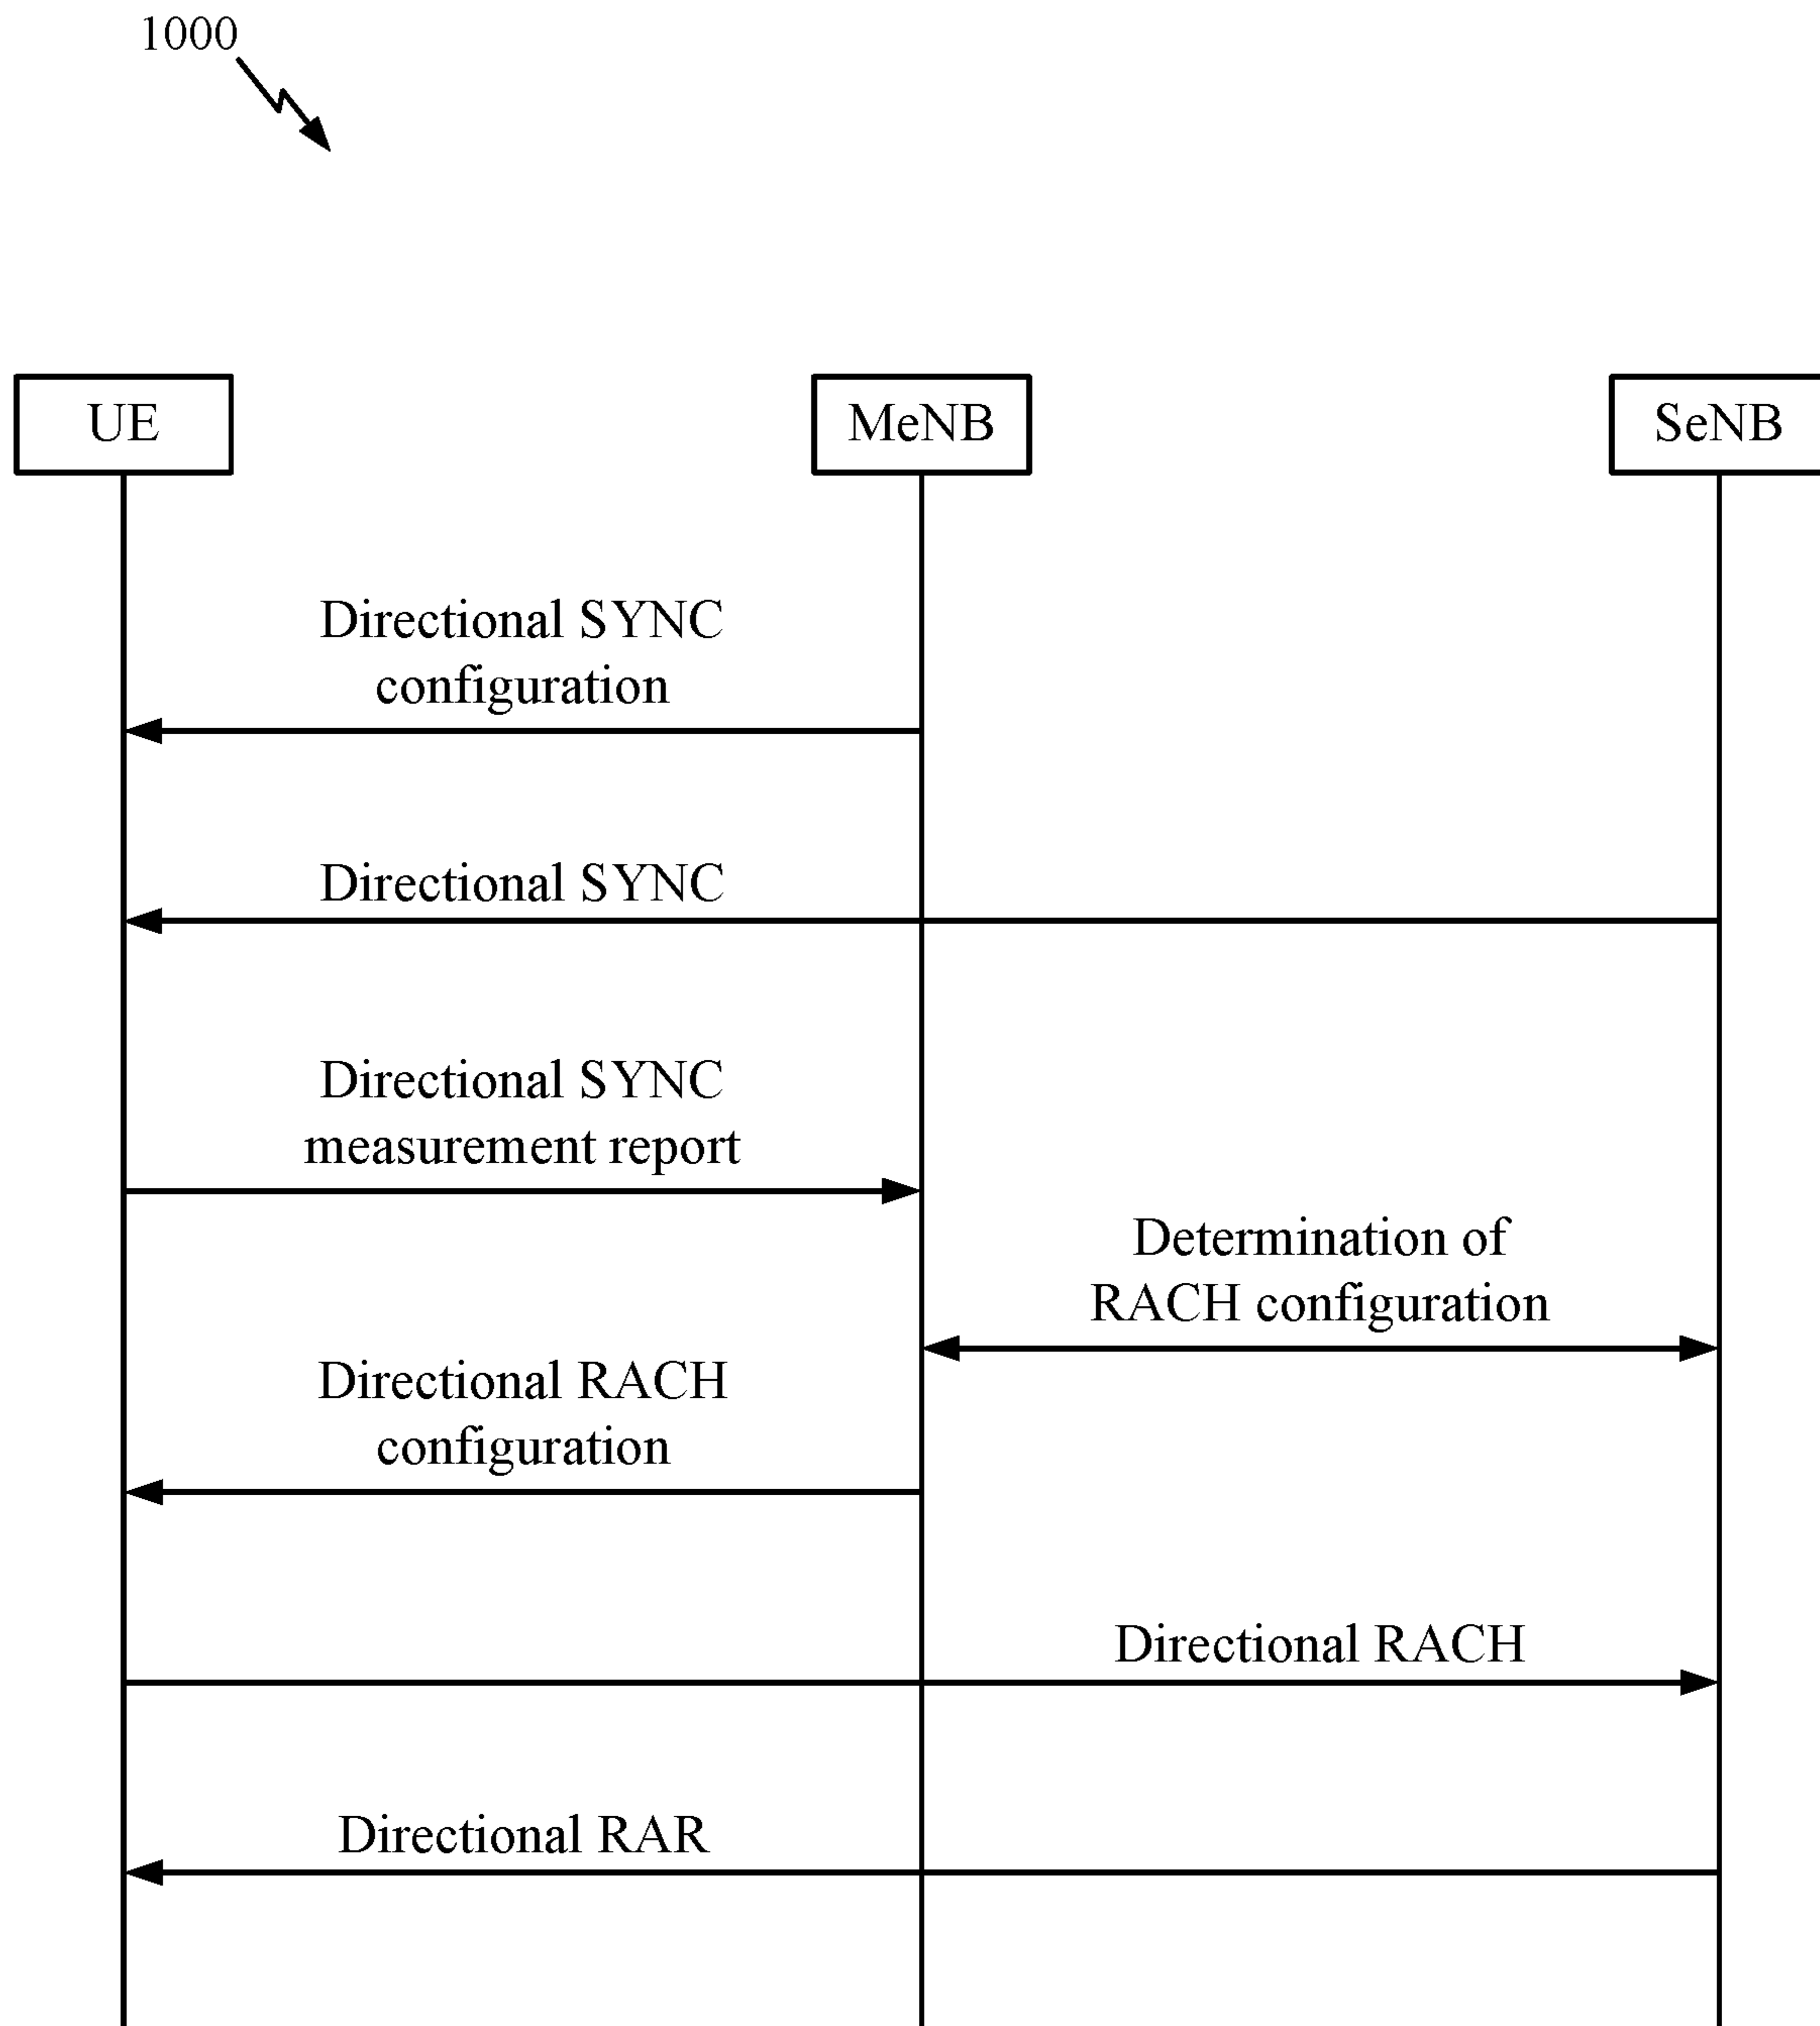 1000
UE
MeNB
SeNB
Directional SYNC
configuration
Directional SYNC
Directional SYNC
measurement report
Determination of
RACH configuration
Directional RACH
configuration
Directional RACH
Directional RAR